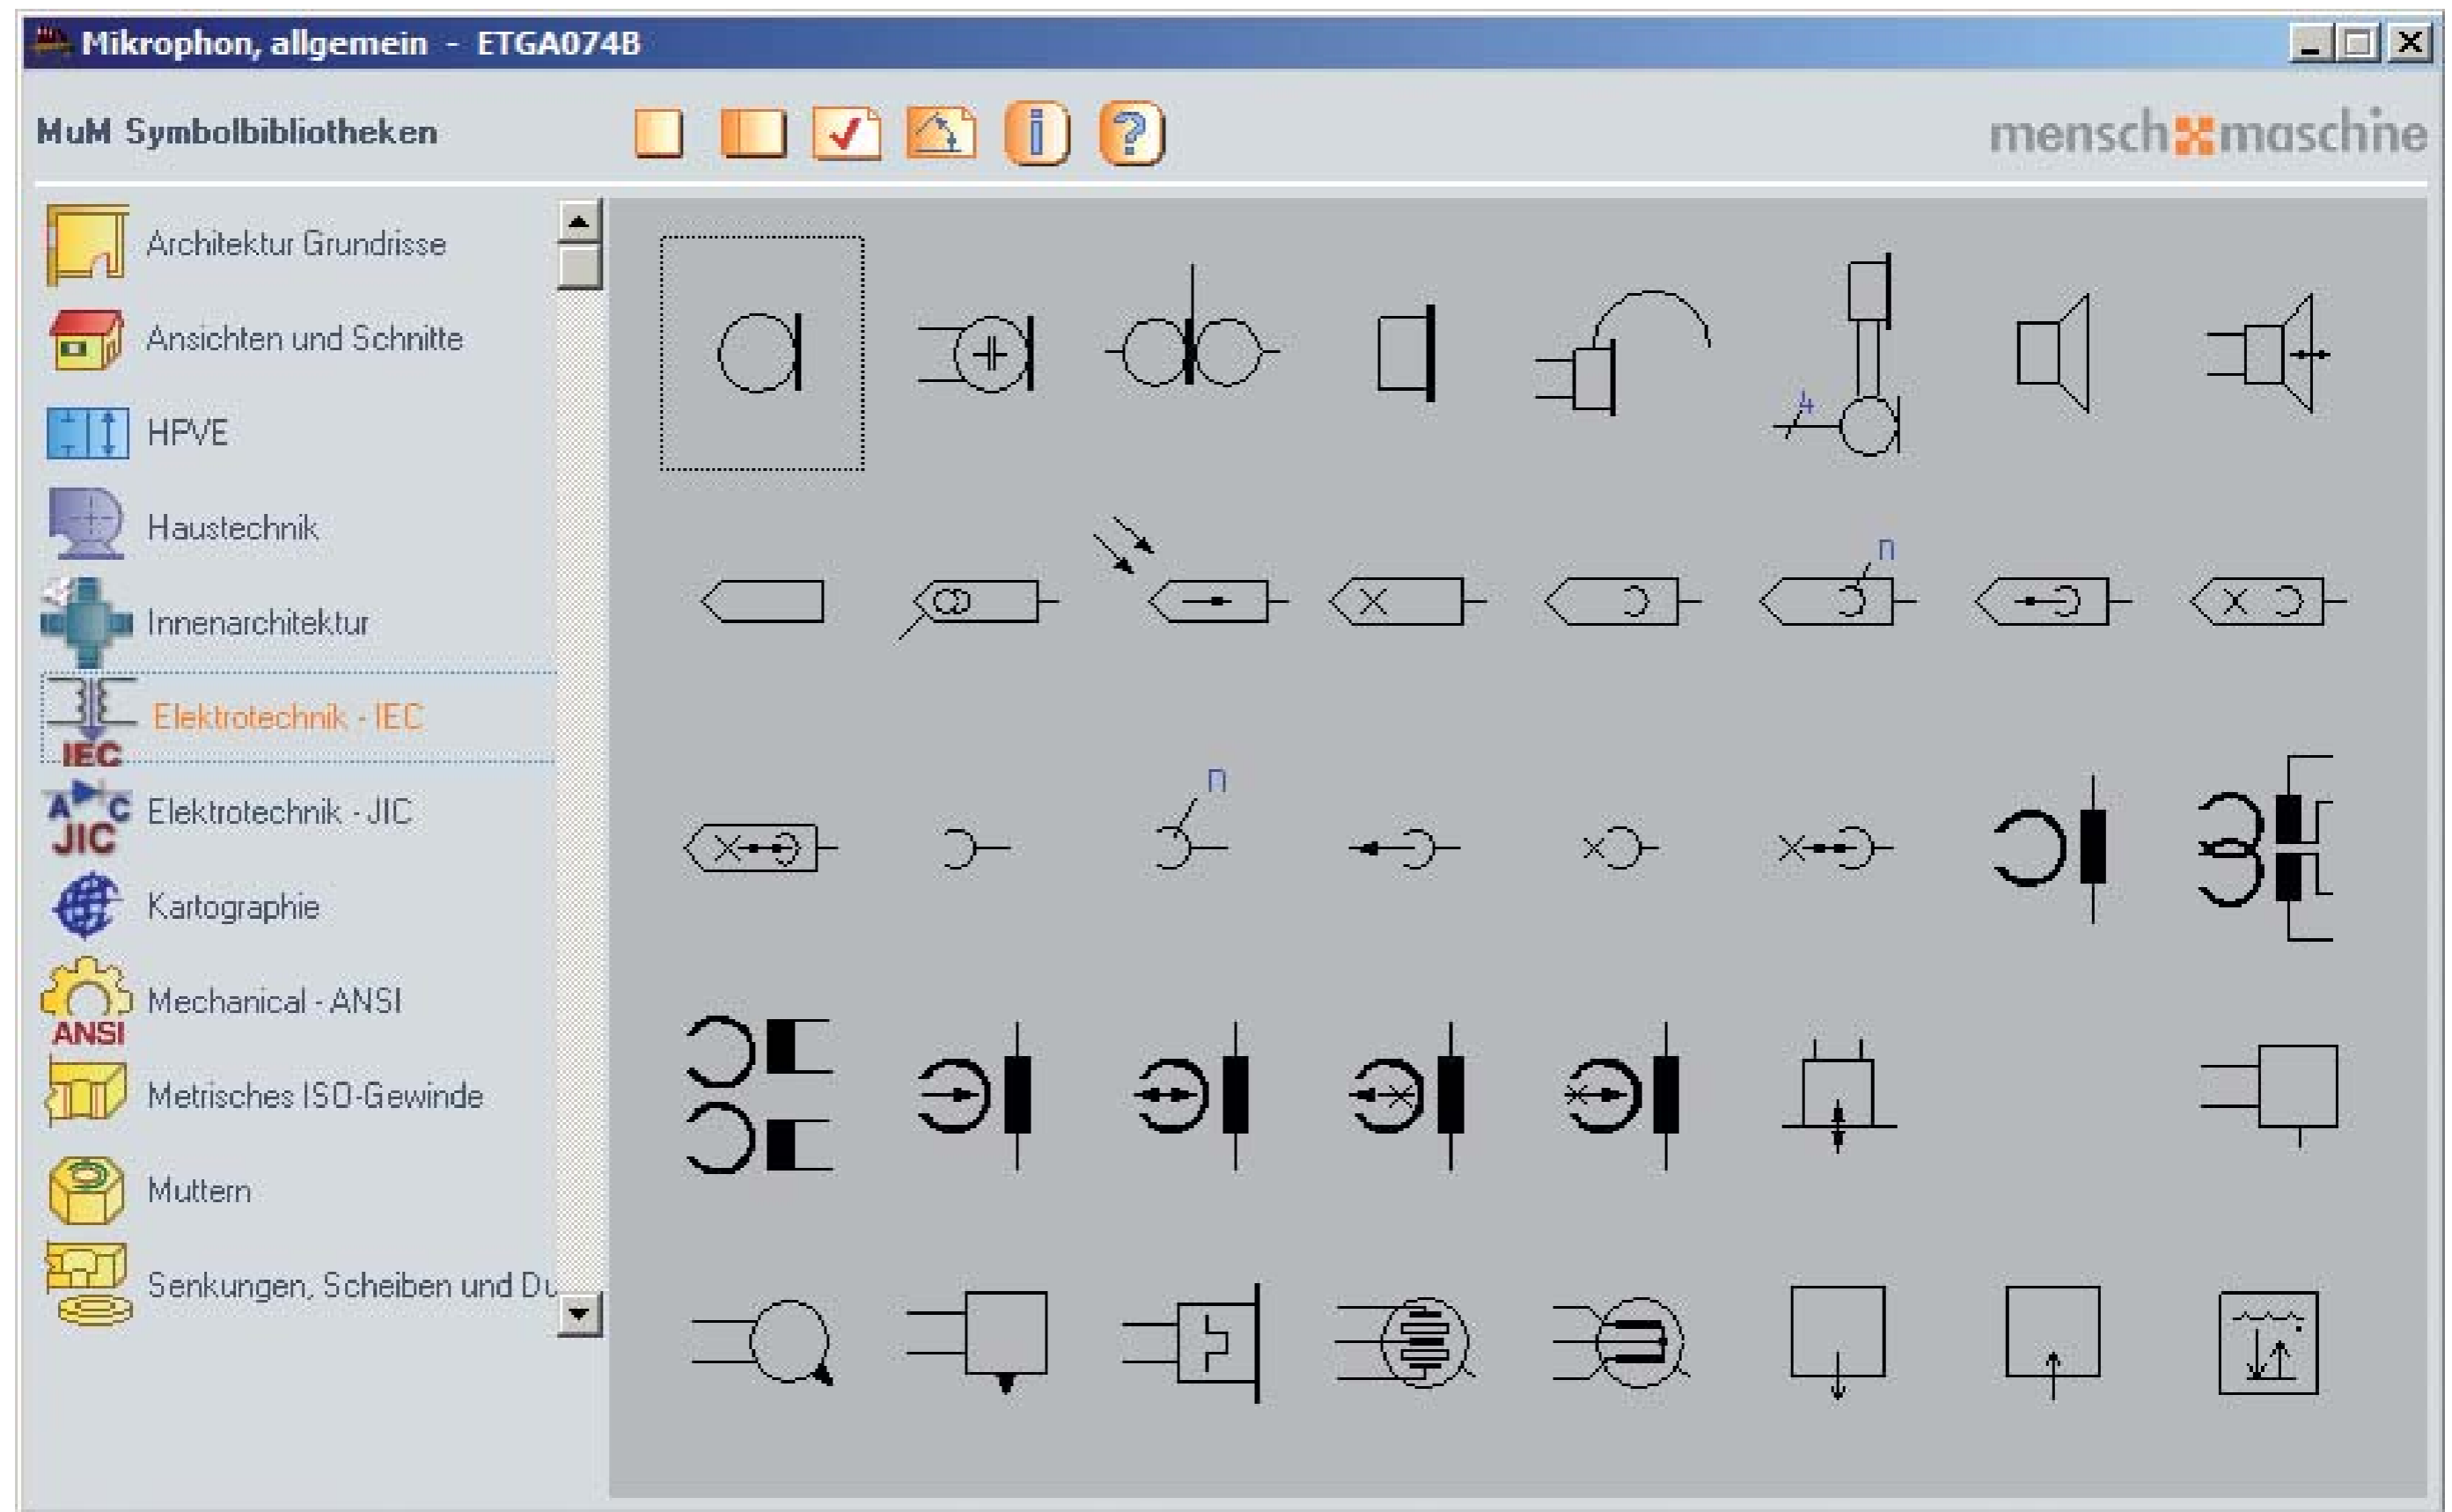 Mikrophon, allgemein - ETGA074B
MuM Symbolbibliotheken
mensch maschine
Architektur Grundrisse
Ansichten und Schnitte
HPVE
Haustechnik
Innenarchitektur
Elektrotechnik - IEC
IEC
Elektrotechnik - JIC
A C
JIC
Kartographie
Mechanical - ANSI
ANSI
Metrisches ISO-Gewinde
Muttern
Senkungen, Scheiben und Du
4
n
n